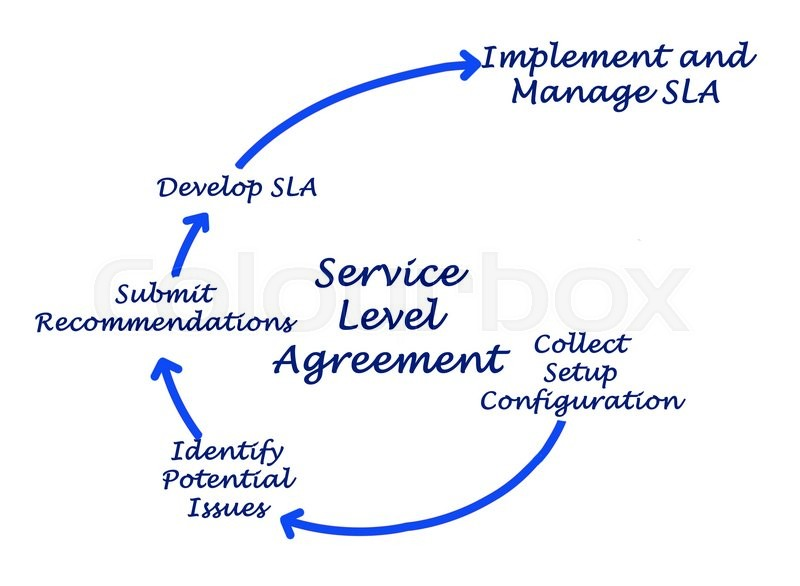 Implement and
Manage SLA
Develop SLA
Submit
Recommendations
Service
Level
Agreement
Collect
Setup
Configuration
Identify
Potential
Issues
colourbox